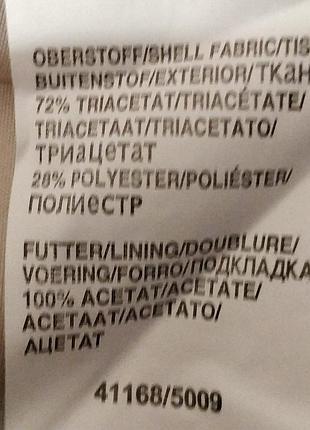 OBERSTOFF/SHELL FABRIC/TIS
BUITENSTOF/EXTERIOR/ТКАН
72% TRIACETAT/TRIACÉTATE/
TRIACETAAT/TRIACETATO/
ТРИАЦЕТАТ
28% POLYESTER/POLIÉSTER/
ПОЛИЕСТР
FUTTER/LINING/DOUBLURE/
VOERING/FORRO/ПОДКЛАДКА
100% ACETAT/ACETATE/
ACETAAT/ACETATO/
АЦЕТАТ
41168/5009